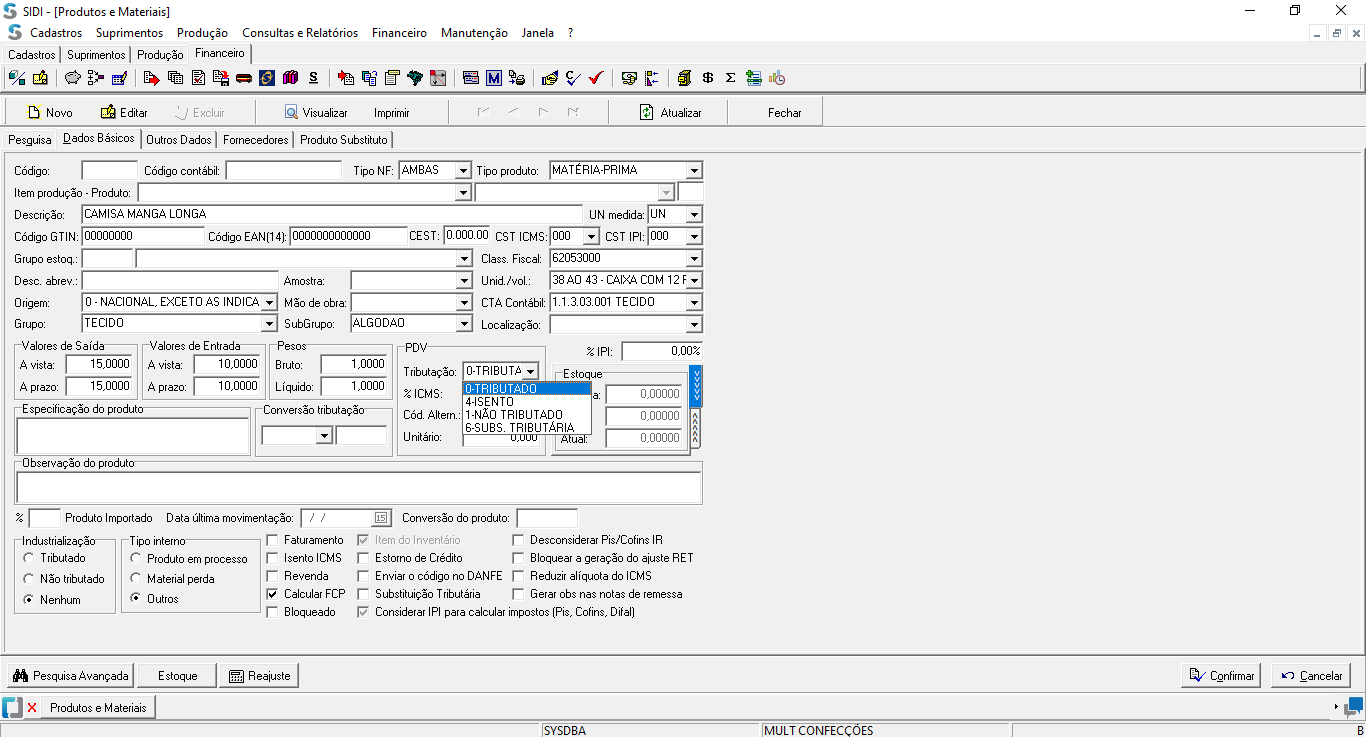 SIDI - [Produtos e Materiais]
Cadastros Suprimentos Produção Consultas e Relatórios Financeiro Manutenção Janela ?
Cadastros Suprimentos Produção Financeiro
Novo Editar Excluir Visualizar Imprimir Atualizar Fechar
Pesquisa Dados Básicos Outros Dados Fornecedores Produto Substituto
Código: Código contábil: Tipo NF: AMBAS Tipo produto: MATÉRIA-PRIMA
Item produção - Produto:
Descrição: CAMISA MANGA LONGA UN medida: UN
Código GTIN: 00000000 Código EAN(14): 0000000000000 CEST: 0.000.00 CST ICMS: 000 CST IPI: 000
Grupo estoq.: Class. Fiscal: 62053000
Desc. abrev.: Amostra: Unid./vol.: 38 AO 43 - CAIXA COM 12 F
Origem: 0 - NACIONAL, EXCETO AS INDICA Mão de obra: CTA Contábil: 1.1.3.03.001 TECIDO
Grupo: TECIDO SubGrupo: ALGODAO Localização:
Valores de Saída Valores de Entrada Pesos PDV % IPI: 0,00%
A vista: 15,0000 A vista: 10,0000 Bruto: 1,0000 Tributação: 0-TRIBUTA Estoque
A prazo: 15,0000 A prazo: 10,0000 Líquido: 1,0000 % ICMS: 0-TRIBUTADO a: 0,00000
4-ISENTO
Especificação do produto Conversão tributação Cód. Altern.: 1-NÃO TRIBUTADO 0,00000
6-SUBS. TRIBUTÁRIA
Unitário: 0,000 Atual: 0,00000
Observação do produto
% Produto Importado Data última movimentação: / / 15 Conversão do produto:
Industrialização Tipo interno Faturamento Item do Inventário Desconsiderar Pis/Cofins IR
Tributado Produto em processo Isento ICMS Estorno de Crédito Bloquear a geração do ajuste RET
Não tributado Material perda Revenda Enviar o código no DANFE Reduzir alíquota do ICMS
Nenhum Outros Calcular FCP Substituição Tributária Gerar obs nas notas de remessa
Bloqueado Considerar IPI para calcular impostos (Pis, Cofins, Difal)
Pesquisa Avançada Estoque Reajuste Confirmar Cancelar
Produtos e Materiais
SYSDBA MULT CONFECÇÕES B